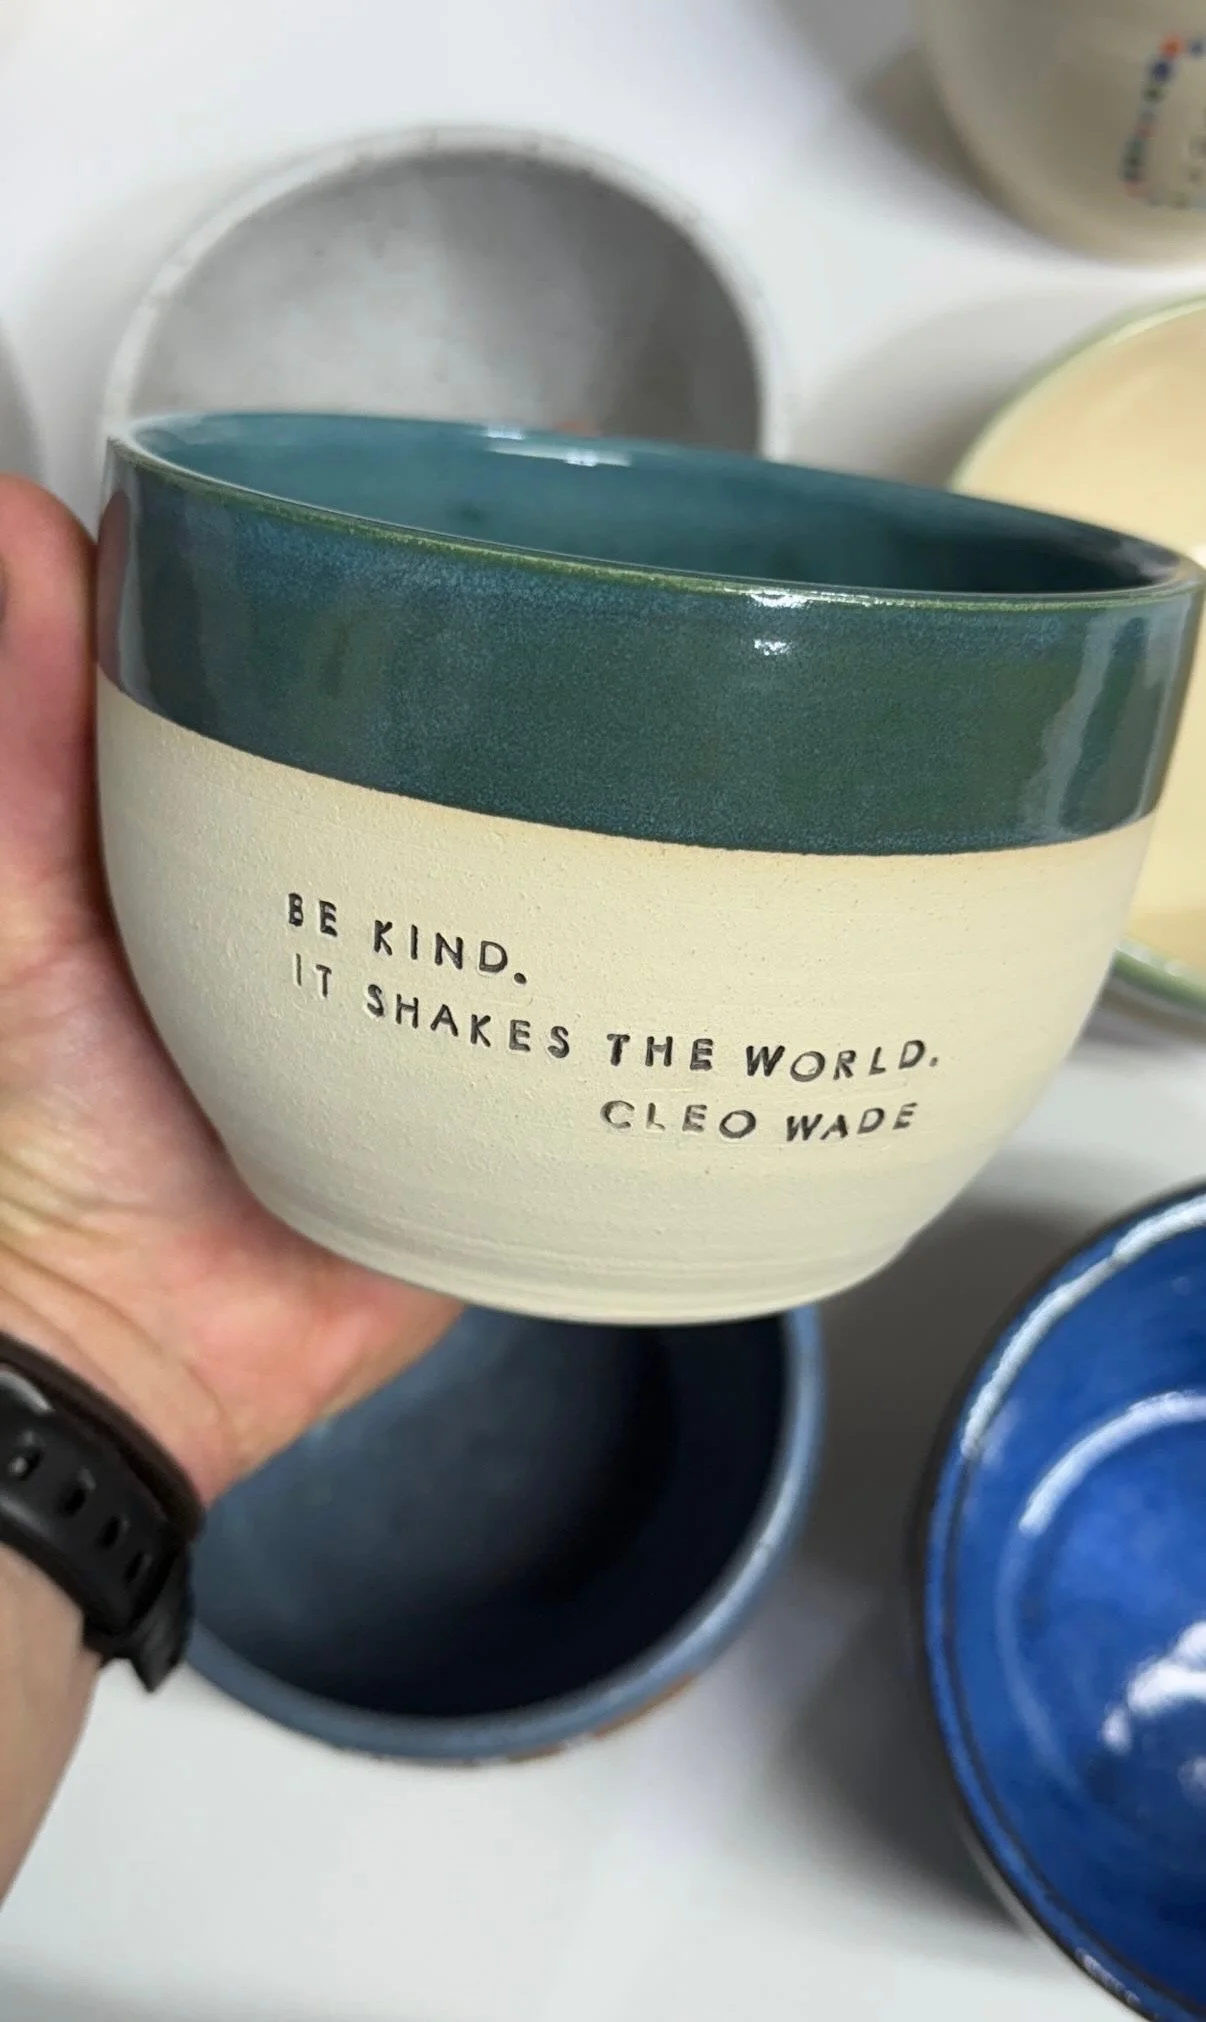 BE KIND.
IT SHAKES THE WORLD.
CLEO WADE